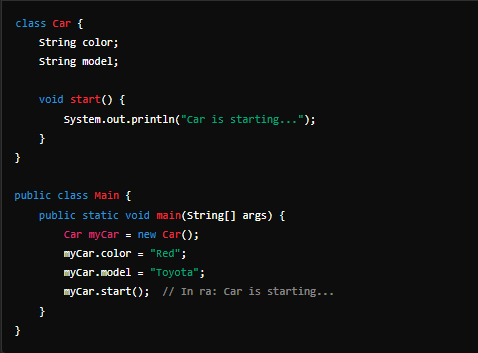 class Car {
    String color;
    String model;

    void start() {
        System.out.println("Car is starting...");
    }
}

public class Main {
    public static void main(String[] args) {
        Car myCar = new Car();
        myCar.color = "Red";
        myCar.model = "Toyota";
        myCar.start();  // In ra: Car is starting...
    }
}